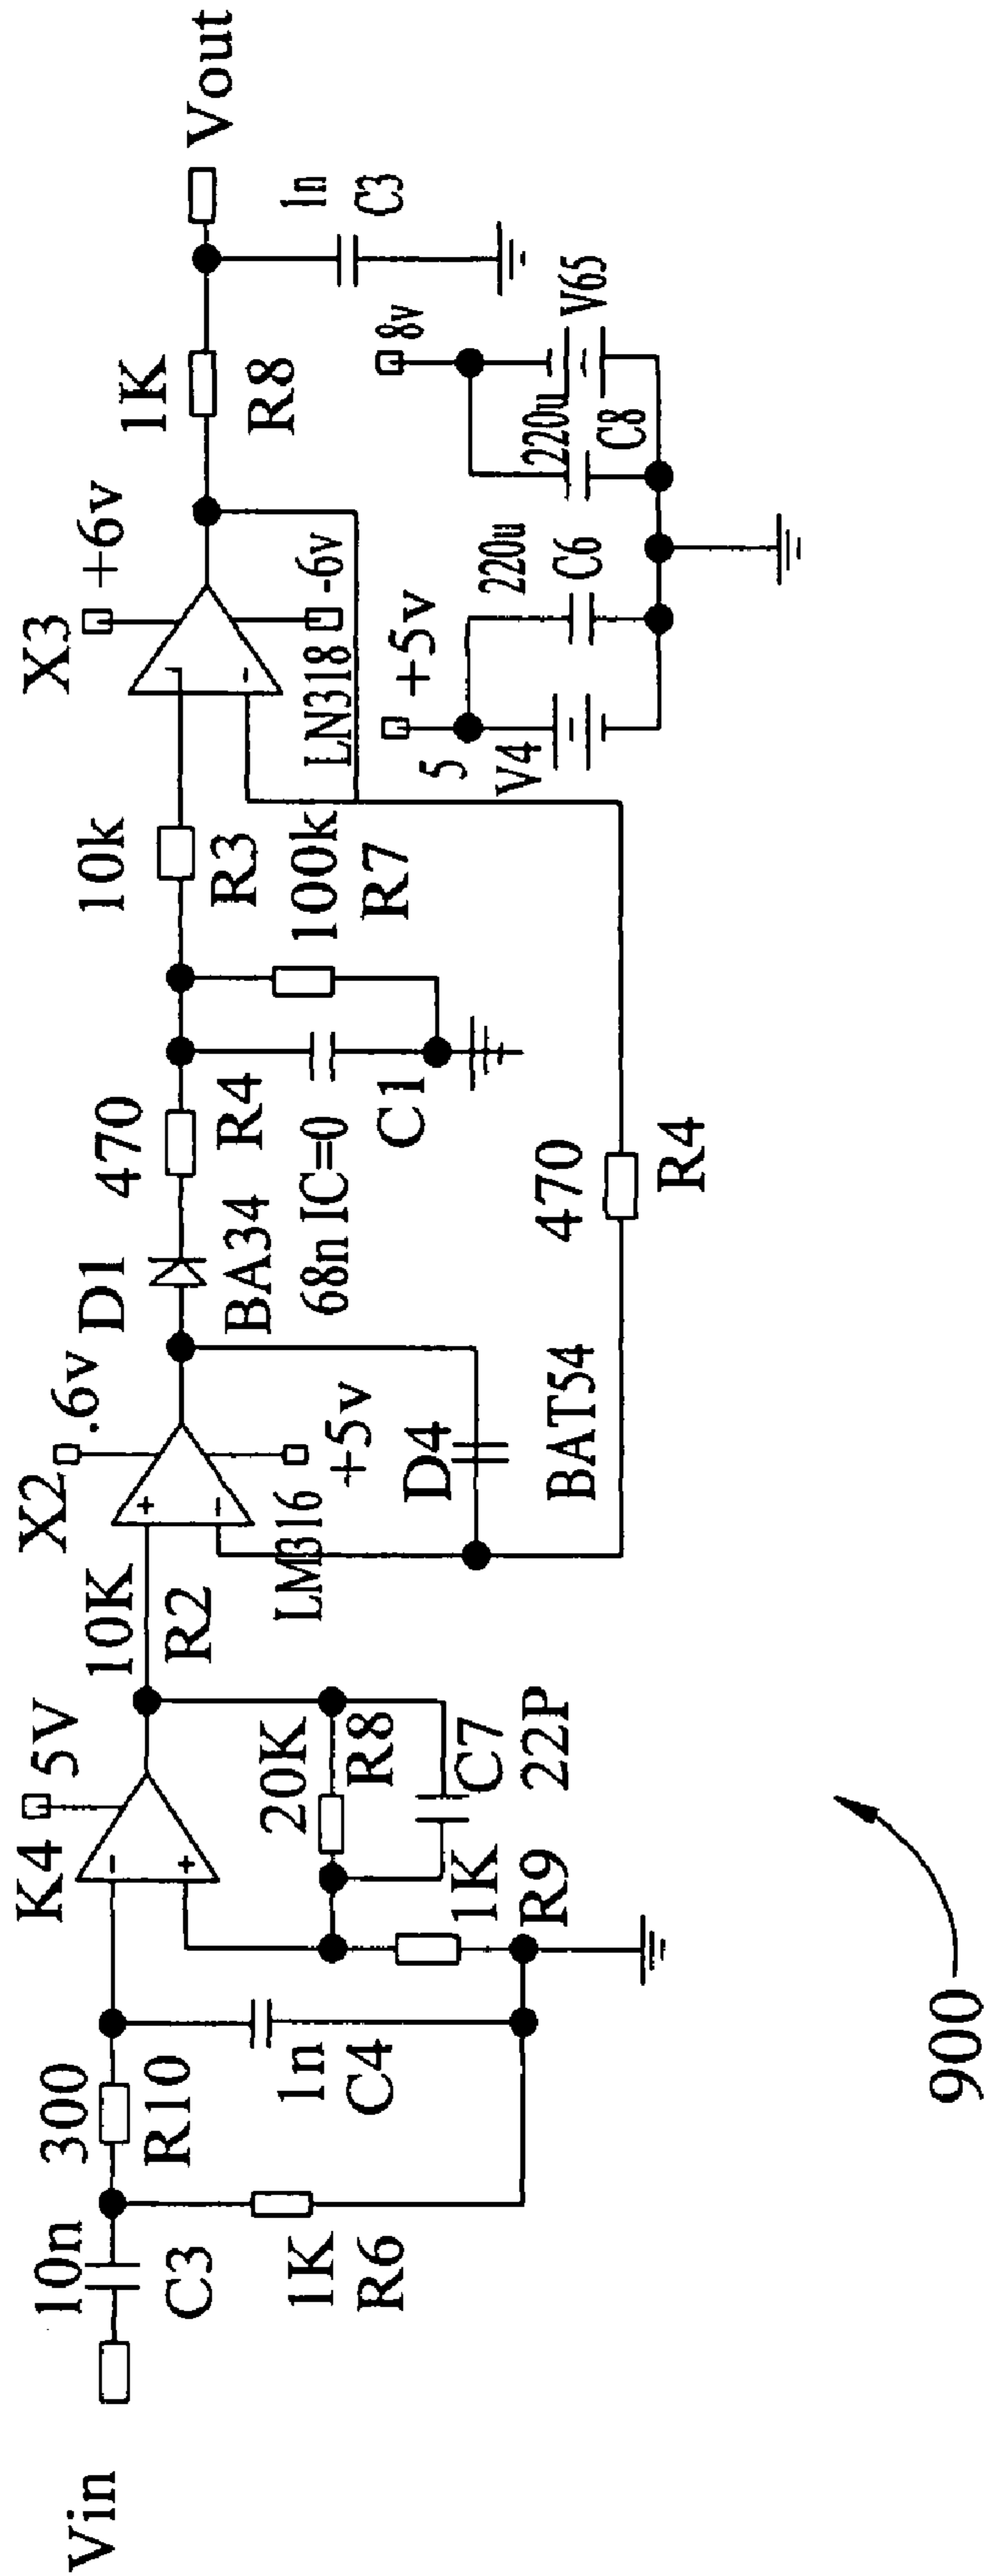 Vin
10n
C3
300
R10
1K
R6
1n
C4
K4
5V
-
+
20K
R8
C7
22P
1K
R9
10K
R2
X2
.6v
+
-
LM316
+5v
D4
BAT54
D1
BA34
470
R4
68n IC=0
C1
10k
R3
100k
R7
470
R4
X3
+6v
-
-6v
LN318
1K
R8
Vout
1n
C3
5
+5v
V4
220u
C6
8v
220u
C8
V65
900